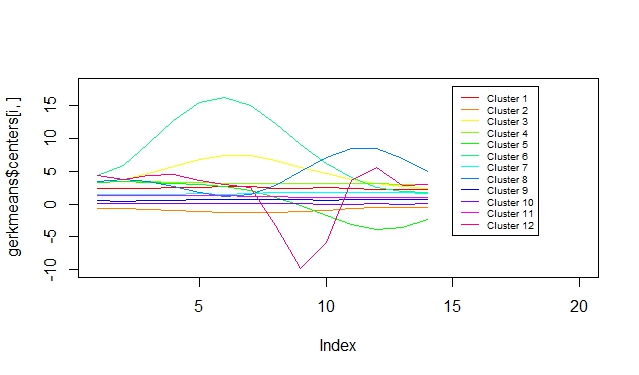 gerkmeans$centers[i, ]
15
10
5
0
-5
-10
5
10
15
20
Index
Cluster 1
Cluster 2
Cluster 3
Cluster 4
Cluster 5
Cluster 6
Cluster 7
Cluster 8
Cluster 9
Cluster 10
Cluster 11
Cluster 12